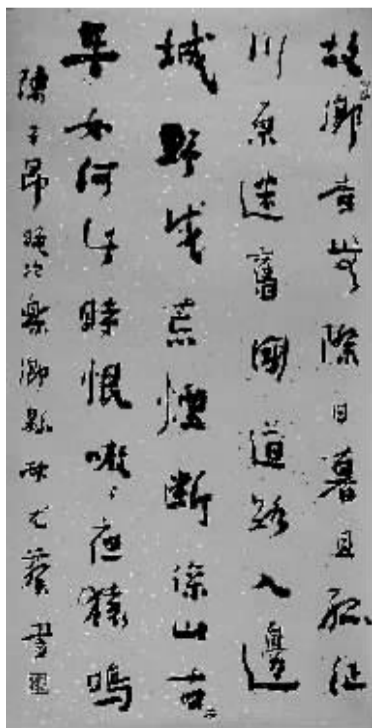 故鄉杳無際日暮且孤征
川原迷舊國道路入邊
城野戍荒煙斷深山古木
平如何此時恨噭々夜猿鳴
陳子昂晚次樂鄉縣 書